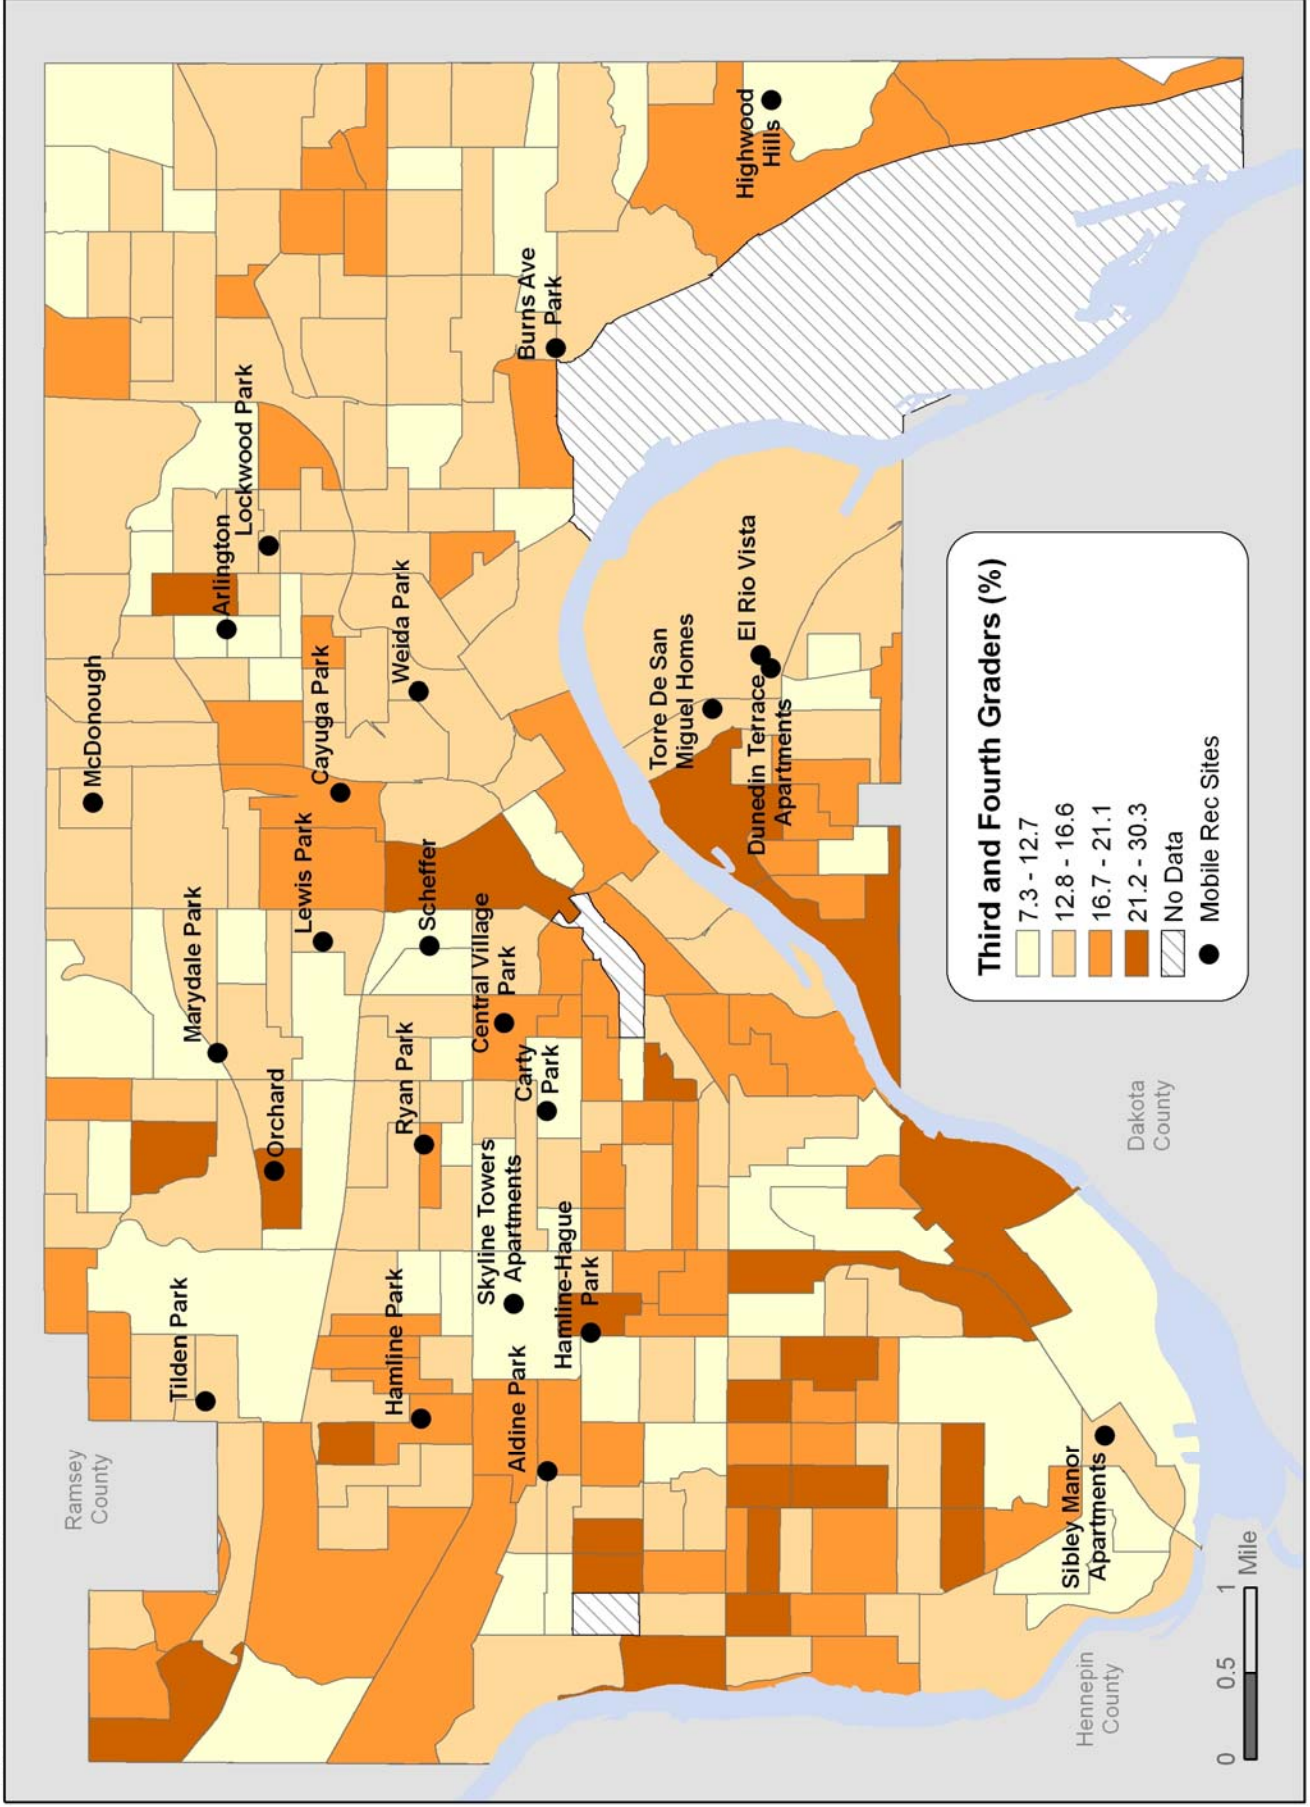 Ramsey
County
McDonough
Arlington
Lockwood Park
Marydale Park
Tilden Park
Orchard
Lewis Park
Cayuga Park
Weida Park
Hamline Park
Ryan Park
Scheffer
Burns Ave
Park
Highwood
Hills
Central Village
Park
Skyline Towers
Apartments
Carty
Park
Aldine Park
Hamline-Hague
Park
Torre De San
Miguel Homes
El Rio Vista
Dunedin Terrace
Apartments
Sibley Manor
Apartments
Hennepin
County
Dakota
County
Third and Fourth Graders (%)
7.3 - 12.7
12.8 - 16.6
16.7 - 21.1
21.2 - 30.3
No Data
Mobile Rec Sites
0 0.5 1
Mile